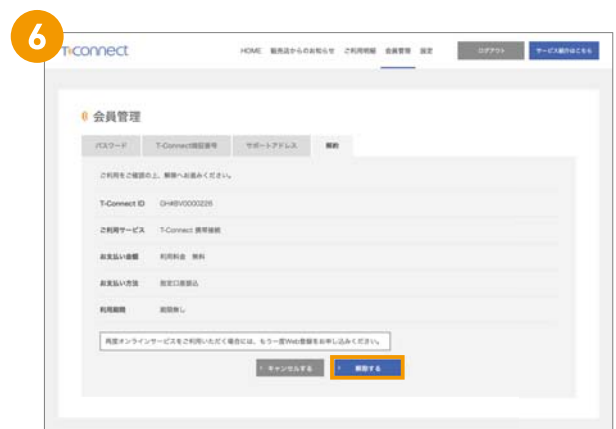 6
T-Connect
HOME 販売店からのお知らせ ご利用明細 会員管理 設定 ログアウト サービス紹介はこちら
会員管理
パスワード T-Connect暗証番号 サポートアドレス 解約
ご利用をご確認の上、解除へお進みください。
T-Connect ID
ご利用サービス T-Connect 携帯接続
お支払い金額 利用料金 無料
お支払い方法 指定口座振込
利用期間 期限無し
再度オンラインサービスをご利用いただく場合には、もう一度Web登録をお申し込みください。
キャンセルする 解除する